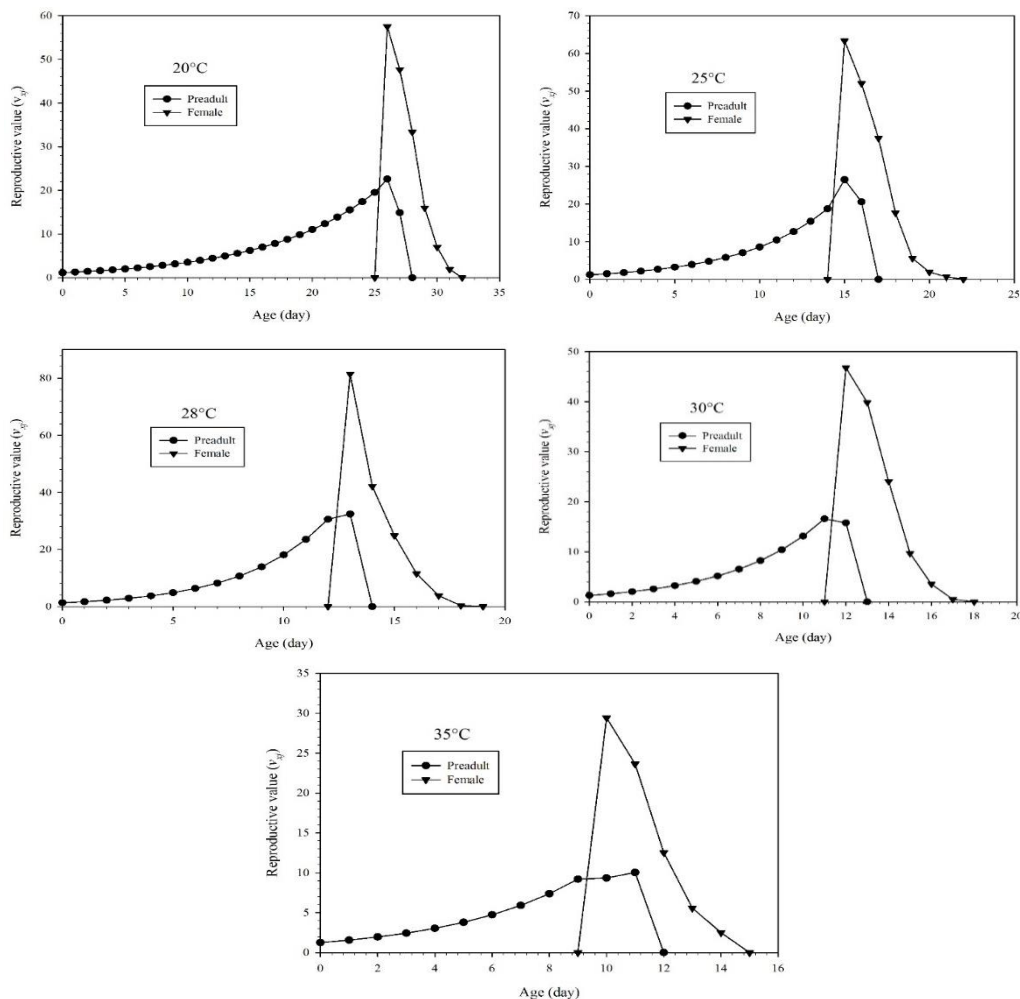 60
50
40
30
20
10
0
Reproductive value (vxj)
20°C
Preadult
Female
0 5 10 15 20 25 30 35
Age (day)
70
60
50
40
30
20
10
0
Reproductive value (vxj)
25°C
Preadult
Female
0 5 10 15 20 25
Age (day)
80
60
40
20
0
Reproductive value (vxj)
28°C
Preadult
Female
0 5 10 15 20
Age (day)
50
40
30
20
10
0
Reproductive value (vxj)
30°C
Preadult
Female
0 2 4 6 8 10 12 14 16 18 20
Age (day)
35
30
25
20
15
10
5
0
Reproductive value (vxj)
35°C
Preadult
Female
0 2 4 6 8 10 12 14 16
Age (day)